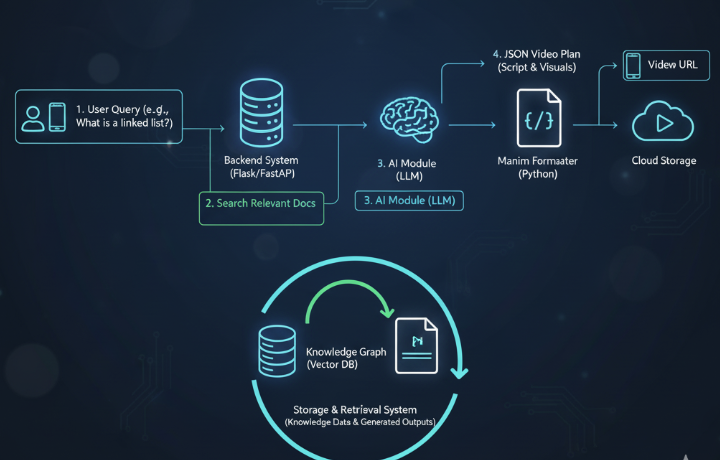 1. User Query (e.g.,
What is a linked list?)
Backend System
(Flask/FastAPI)
2. Search Relevant Docs
3. AI Module
(LLM)
3. AI Module (LLM)
4. JSON Video Plan
(Script & Visuals)
{/}
Manim Formaater
(Python)
Videw URL
Cloud Storage
Knowledge Graph
(Vector DB)
Storage & Retrieval System
(Knowledge Data & Generated Outputs)